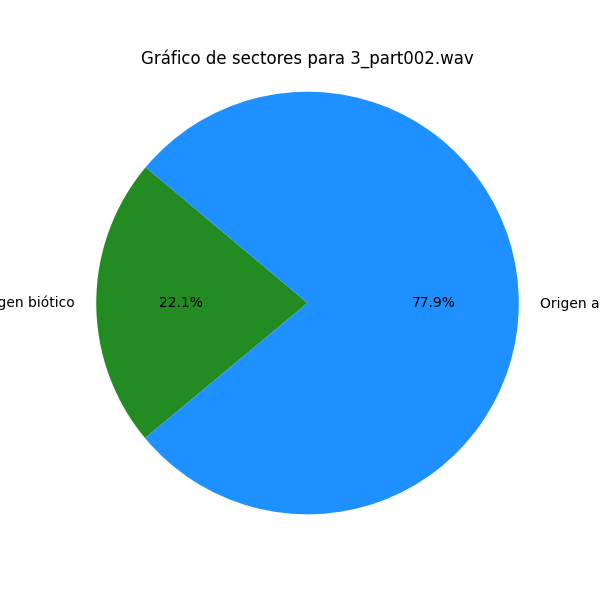 Gráfico de sectores para 3_part002.wav
gen biótico
22.1%
77.9%
Origen a